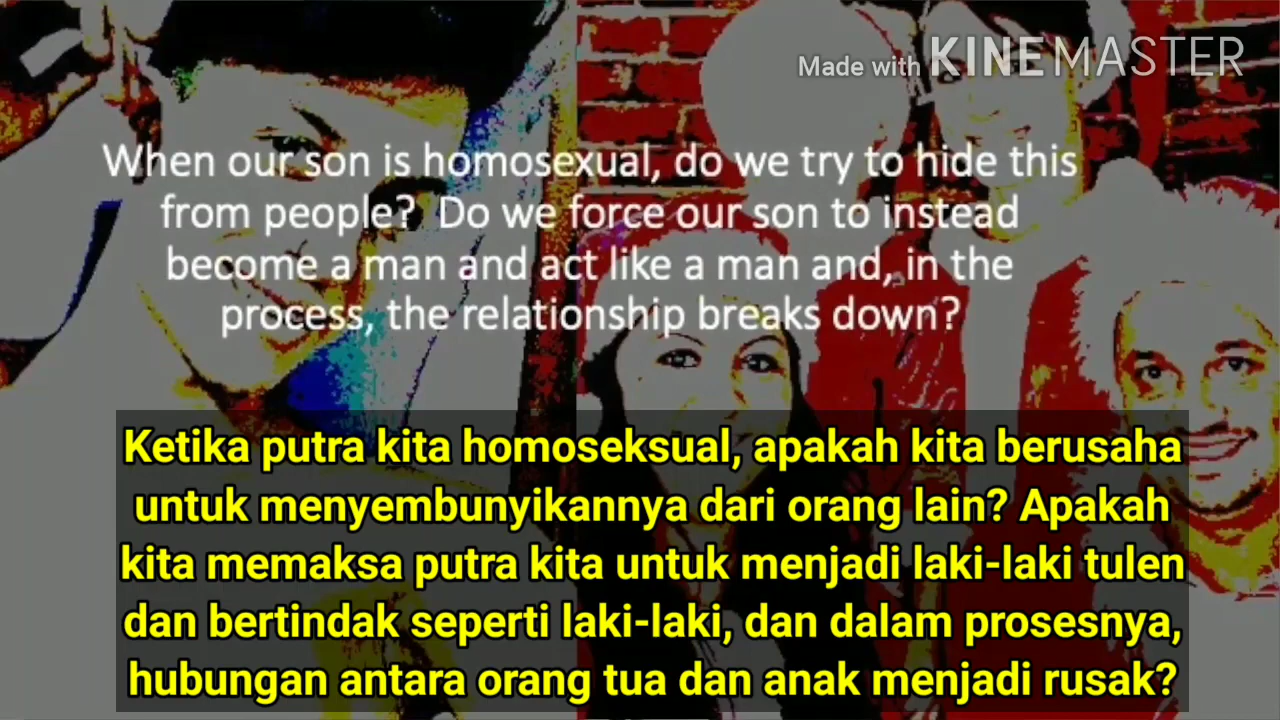 Made with KINEMASTER
When our son is homosexual, do we try to hide this
from people? Do we force our son to instead
become a man and act like a man and, in the
process, the relationship breaks down?
Ketika putra kita homoseksual, apakah kita berusaha
untuk menyembunyikannya dari orang lain? Apakah
kita memaksa putra kita untuk menjadi laki-laki tulen
dan bertindak seperti laki-laki, dan dalam prosesnya,
hubungan antara orang tua dan anak menjadi rusak?